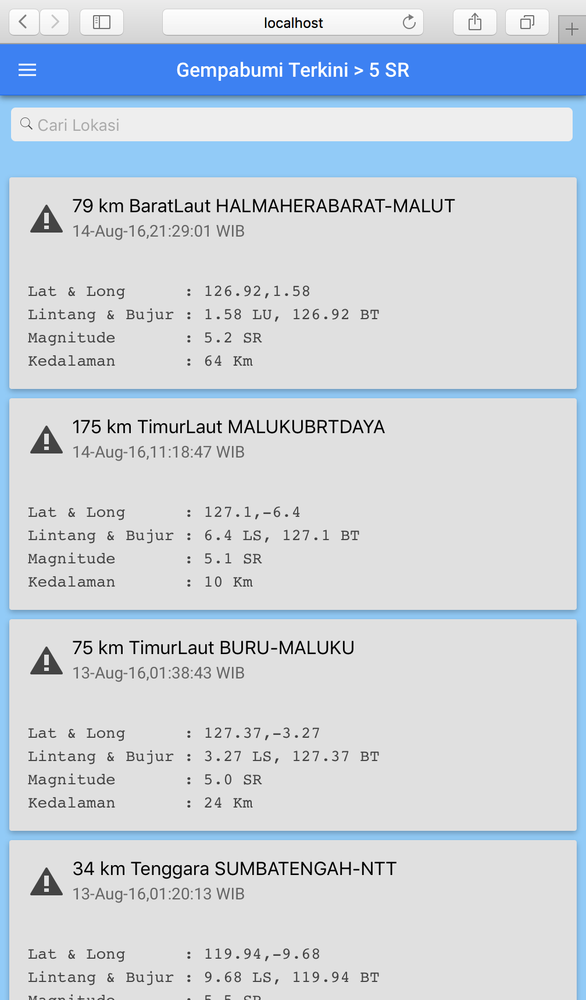 localhost
Gempabumi Terkini > 5 SR
Cari Lokasi
79 km BaratLaut HALMAHERABARAT-MALUT
14-Aug-16,21:29:01 WIB
Lat & Long : 126.92,1.58
Lintang & Bujur : 1.58 LU, 126.92 BT
Magnitude : 5.2 SR
Kedalaman : 64 Km
175 km TimurLaut MALUKUBRTDAYA
14-Aug-16,11:18:47 WIB
Lat & Long : 127.1,-6.4
Lintang & Bujur : 6.4 LS, 127.1 BT
Magnitude : 5.1 SR
Kedalaman : 10 Km
75 km TimurLaut BURU-MALUKU
13-Aug-16,01:38:43 WIB
Lat & Long : 127.37,-3.27
Lintang & Bujur : 3.27 LS, 127.37 BT
Magnitude : 5.0 SR
Kedalaman : 24 Km
34 km Tenggara SUMBATENGAH-NTT
13-Aug-16,01:20:13 WIB
Lat & Long : 119.94,-9.68
Lintang & Bujur : 9.68 LS, 119.94 BT
Magnitude : 5.5 SR